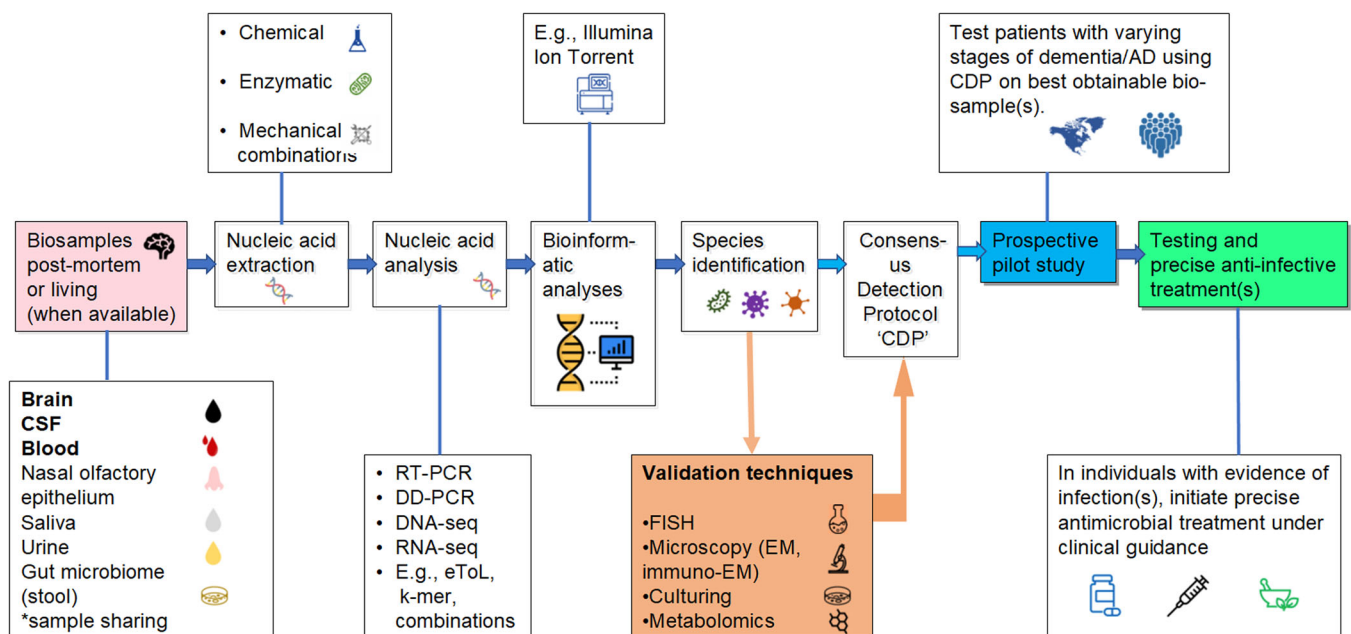 • Chemical
• Enzymatic
• Mechanical
combinations
E.g., Illumina
Ion Torrent
Test patients with varying
stages of dementia/AD using
CDP on best obtainable bio-
sample(s).
Biosamples
post-mortem
or living
(when available)
Nucleic acid
extraction
Nucleic acid
analysis
Bioinform-
atic
analyses
Species
identification
Consens-
us
Detection
Protocol
‘CDP’
Prospective
pilot study
Testing and
precise anti-infective
treatment(s)
Brain
CSF
Blood
Nasal olfactory
epithelium
Saliva
Urine
Gut microbiome
(stool)
*sample sharing
• RT-PCR
• DD-PCR
• DNA-seq
• RNA-seq
• E.g., eToL,
k-mer,
combinations
Validation techniques
•FISH
•Microscopy (EM,
immuno-EM)
•Culturing
•Metabolomics
In individuals with evidence of
infection(s), initiate precise
antimicrobial treatment under
clinical guidance